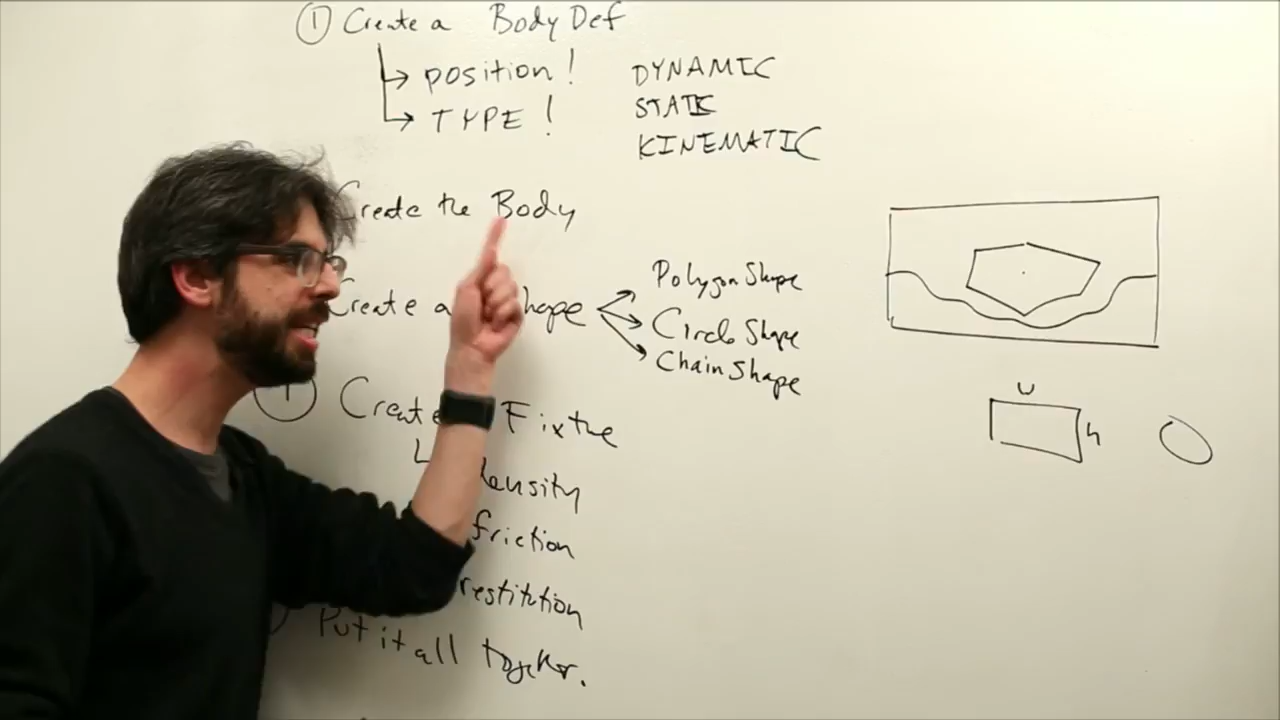 ① Create a Body Def
→ position!
DYNAMIC
→ TYPE!
STATIC
KINEMATIC
Create the Body
Create a
Polygon Shape
Circle Shape
Chain Shape
Create Fixture
density
friction
restitution
Put it all together.
w
h